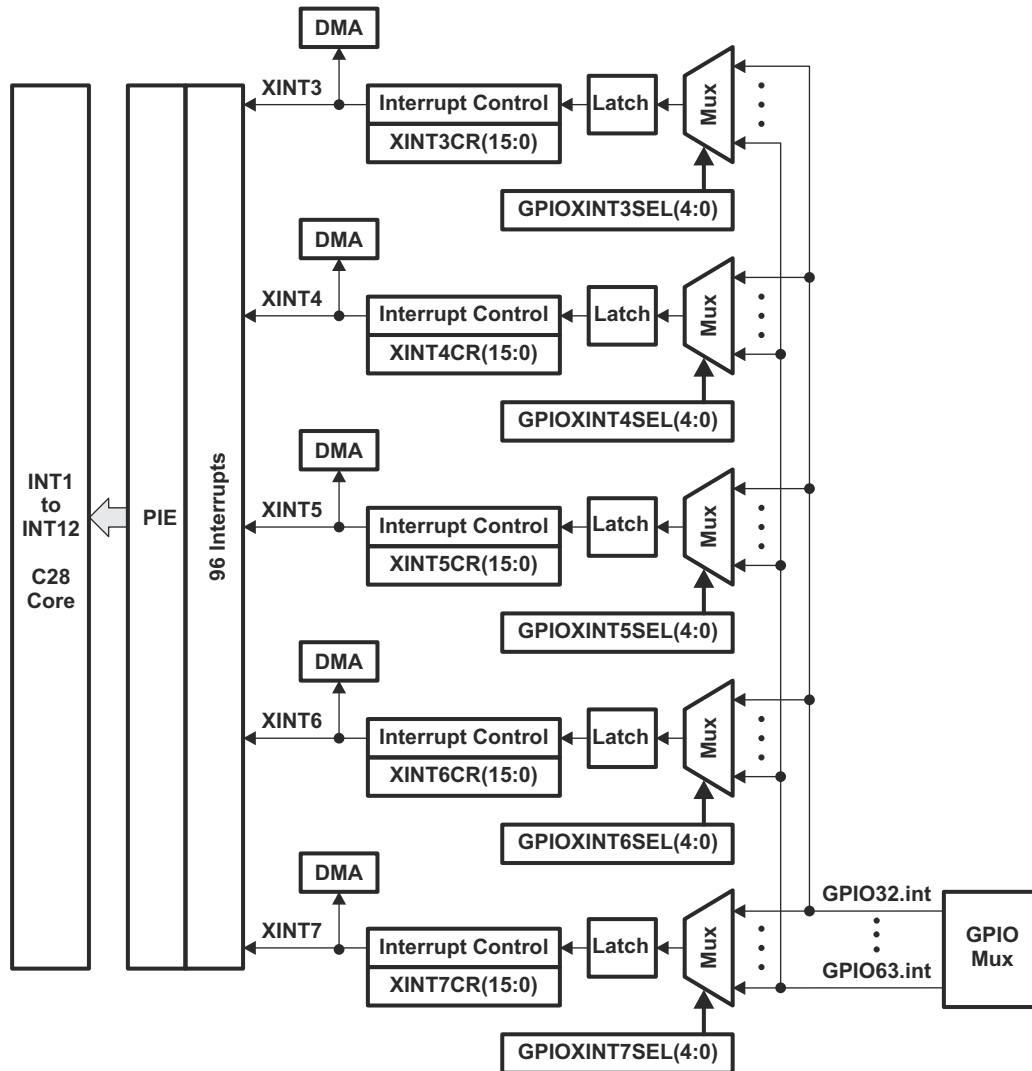 DMA
XINT3
Interrupt Control
XINT3CR(15:0)
Latch
Mux
GPIOXINT3SEL(4:0)
DMA
XINT4
Interrupt Control
XINT4CR(15:0)
Latch
Mux
GPIOXINT4SEL(4:0)
INT1
to
INT12
C28
Core
PIE
96 Interrupts
DMA
XINT5
Interrupt Control
XINT5CR(15:0)
Latch
Mux
GPIOXINT5SEL(4:0)
DMA
XINT6
Interrupt Control
XINT6CR(15:0)
Latch
Mux
GPIOXINT6SEL(4:0)
DMA
XINT7
Interrupt Control
XINT7CR(15:0)
Latch
Mux
GPIOXINT7SEL(4:0)
GPIO32.int
GPIO63.int
GPIO
Mux